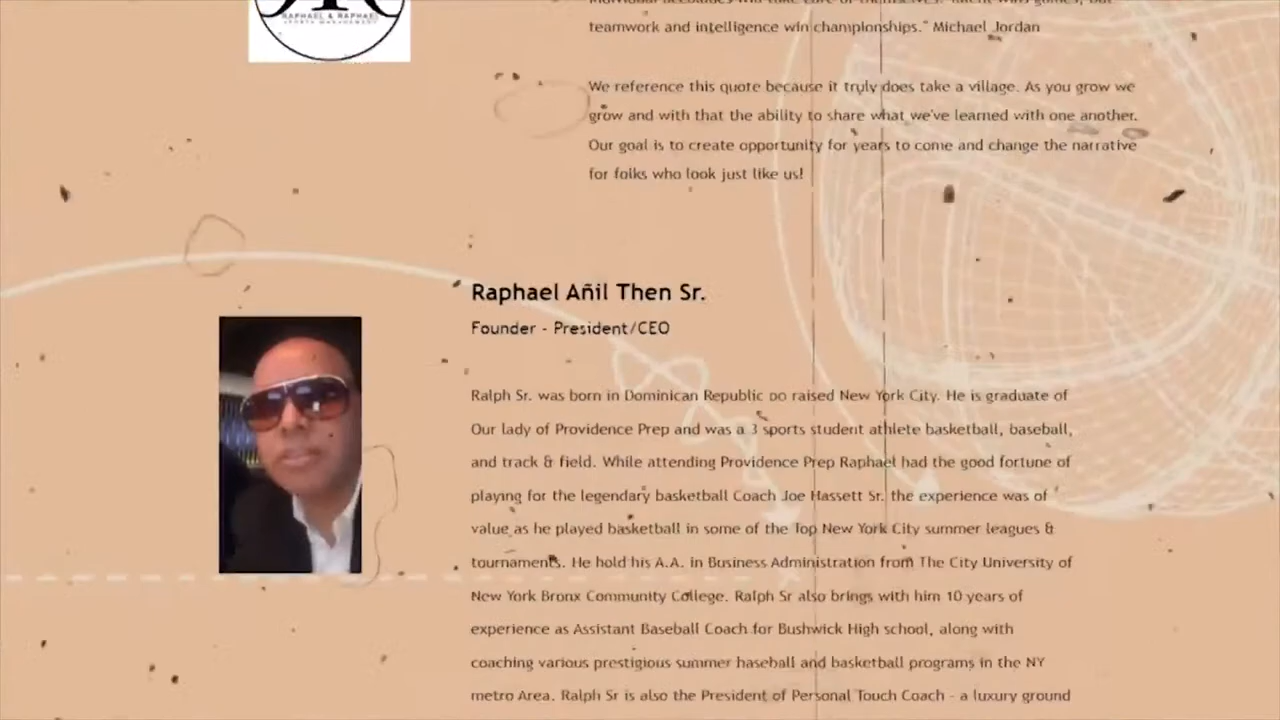 RAPHAEL & RAPHAEL
SPORTS MANAGEMENT
teamwork and intelligence win championships." Michael Jordan
We reference this quote because it truly does take a village. As you grow we
grow and with that the ability to share what we've learned with one another.
Our goal is to create opportunity for years to come and change the narrative
for folks who look just like us!
Raphael Añil Then Sr.
Founder - President/CEO
Ralph Sr. was born in Dominican Republic po raised New York City. He is graduate of
Our lady of Providence Prep and was a 3 sports student athlete basketball, baseball,
and track & field. While attending Providence Prep Raphael had the good fortune of
playing for the legendary basketball Coach Joe Hassett Sr. the experience was of
value as he played basketball in some of the Top New York City summer leagues &
tournaments. He hold his A.A. in Business Administration from The City University of
New York Bronx Community College. Ralph Sr also brings with him 10 years of
experience as Assistant Baseball Coach for Bushwick High school, along with
coaching various prestigious summer baseball and basketball programs in the NY
metro Area. Ralph Sr is also the President of Personal Touch Coach - a luxury ground